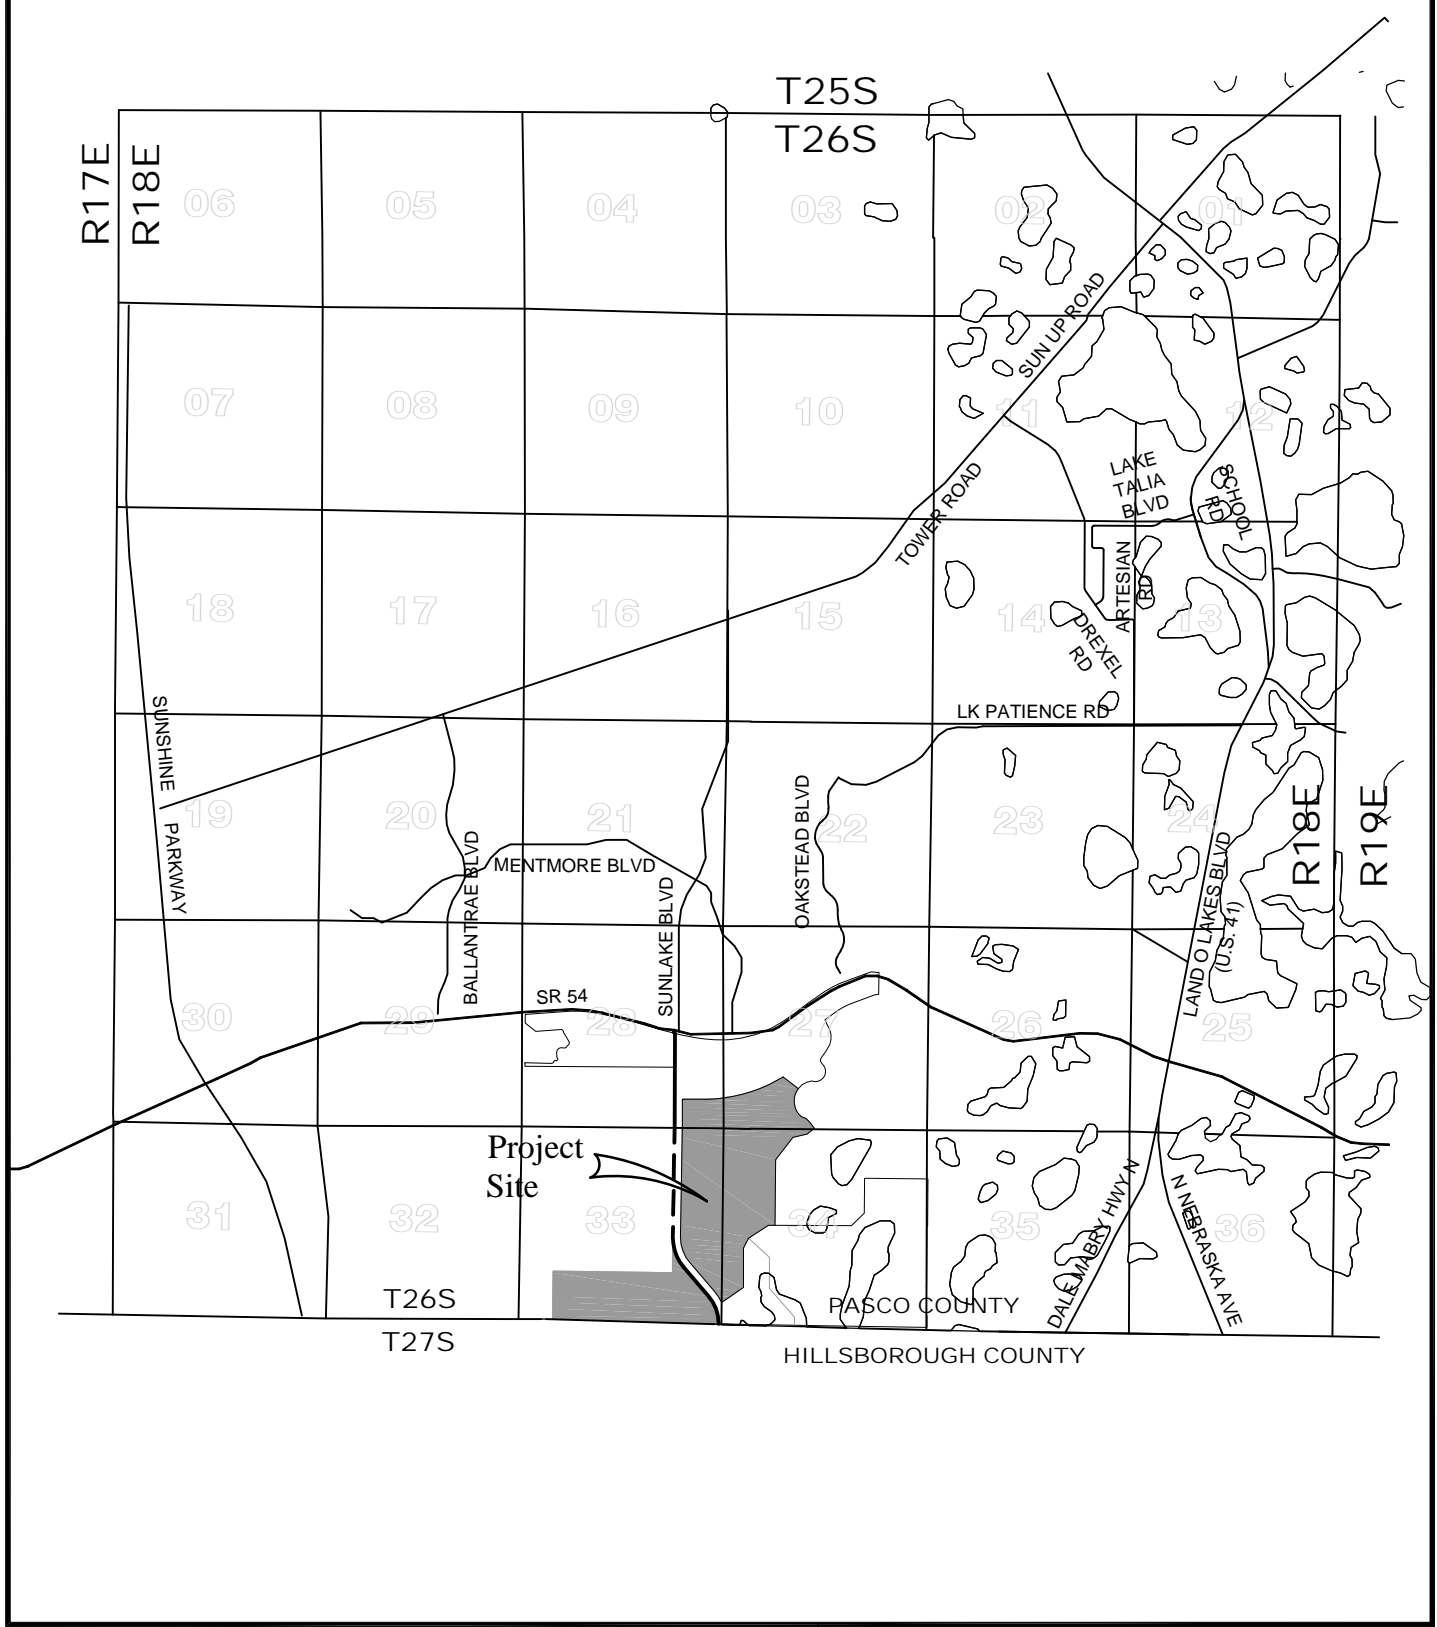 T25S
T26S
R17E
R18E
06
05
04
03
02
01
SUN UP ROAD
07
08
09
10
11
12
TOWER ROAD
LAKE
TALIA
BLVD
SCHOOL
RD
18
17
16
15
14
13
ARTESIAN
RD
DREXEL
RD
SUNSHINE
PARKWAY
LK PATIENCE RD
19
20
21
22
23
24
R18E
R19E
BALLANTRAE BLVD
MENTMORE BLVD
SUNLAKE BLVD
OAKSTEAD BLVD
LAND O LAKES BLVD
(U.S. 41)
SR 54
30
29
28
27
26
25
Project
Site
31
32
33
34
35
36
DALE MABRY HWY N
N NEBRASKA AVE
T26S
T27S
PASCO COUNTY
HILLSBOROUGH COUNTY